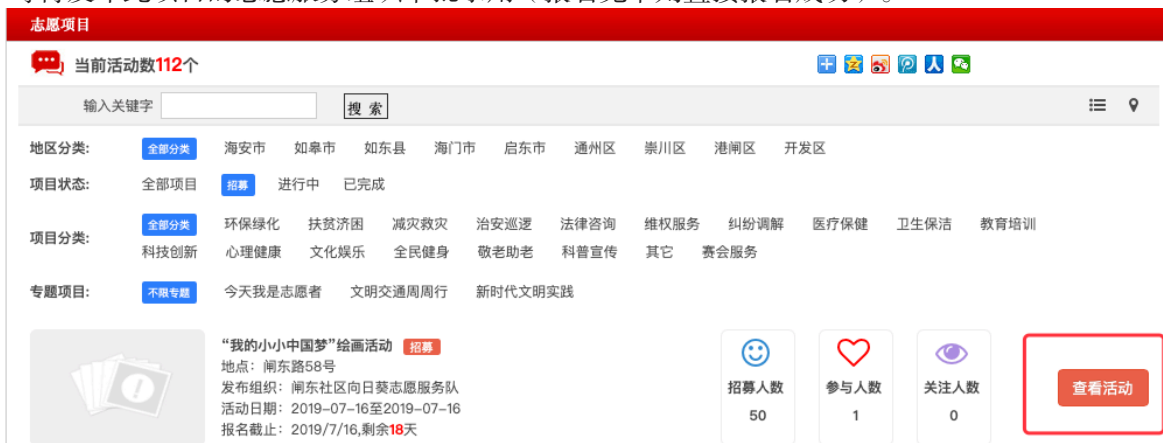 志愿项目
当前活动数112个
输入关键字 搜 索
地区分类: 全部分类 海安市 如皋市 如东县 海门市 启东市 通州区 崇川区 港闸区 开发区
项目状态: 全部项目 招募 进行中 已完成
项目分类: 全部分类 环保绿化 扶贫济困 减灾救灾 治安巡逻 法律咨询 维权服务 纠纷调解 医疗保健 卫生保洁 教育培训
科技创新 心理健康 文化娱乐 全民健身 敬老助老 科普宣传 其它 赛会服务
专题项目: 不限专题 今天我是志愿者 文明交通周周行 新时代文明实践
“我的小小中国梦”绘画活动 招募
地点：闸东路58号
发布组织：闸东社区向日葵志愿服务队
活动日期：2019-07-16至2019-07-16
报名截止：2019/7/16,剩余18天
招募人数 参与人数 关注人数
50 1 0
查看活动